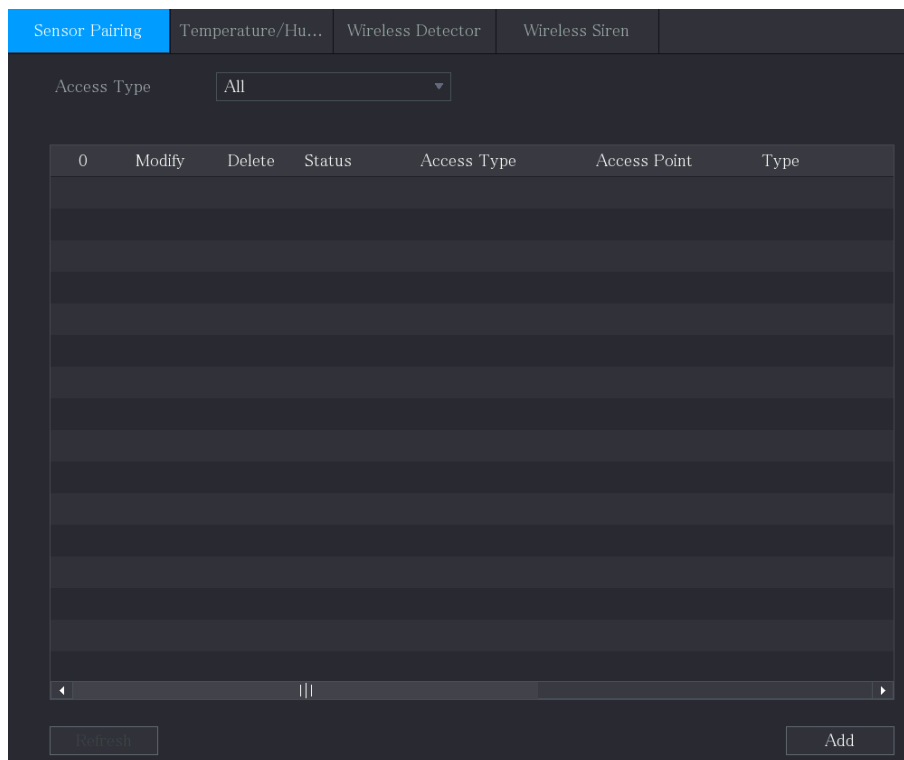 Sensor Pairing Temperature/Hu... Wireless Detector Wireless Siren
Access Type All
0 Modify Delete Status Access Type Access Point Type
Refresh Add